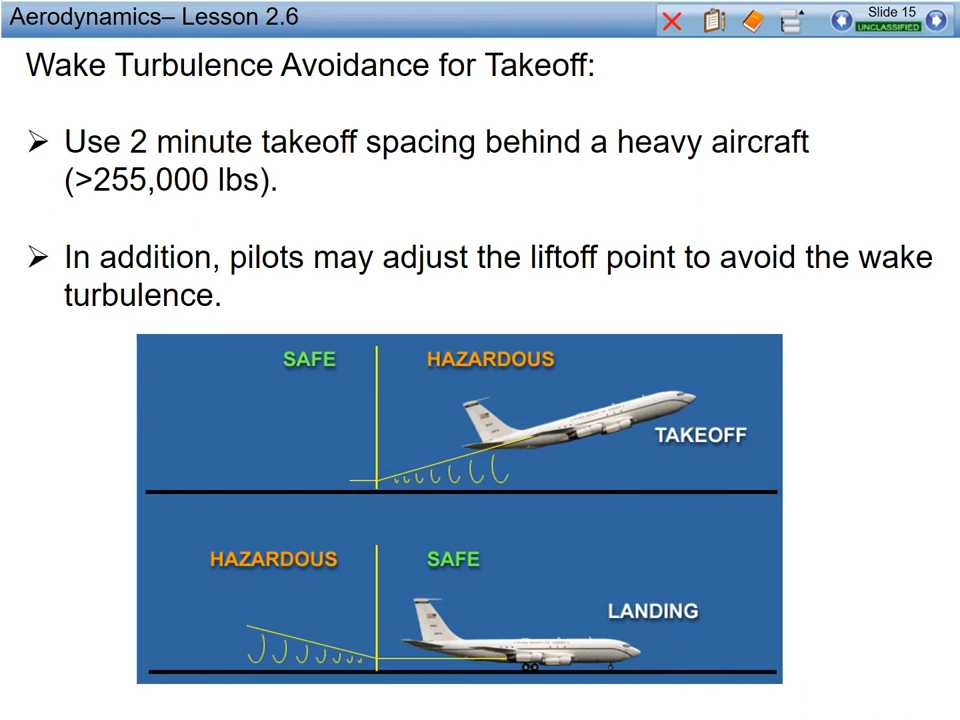 Aerodynamics– Lesson 2.6
Slide 15
UNCLASSIFIED
Wake Turbulence Avoidance for Takeoff:
➢ Use 2 minute takeoff spacing behind a heavy aircraft
(>255,000 lbs).
➢ In addition, pilots may adjust the liftoff point to avoid the wake
turbulence.
SAFE HAZARDOUS
TAKEOFF
HAZARDOUS SAFE
LANDING